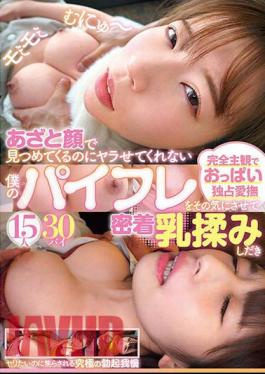 むにゅ〜
モミモミ
あざと顔で
見つめてくるのにヤラせてくれない
僕のパイフレをその気にさせて
完全主観で
おっぱい
独占愛撫
15人
30パイ
密着乳揉みしだき
ヤリたいのに焦らされる究極の勃起我慢